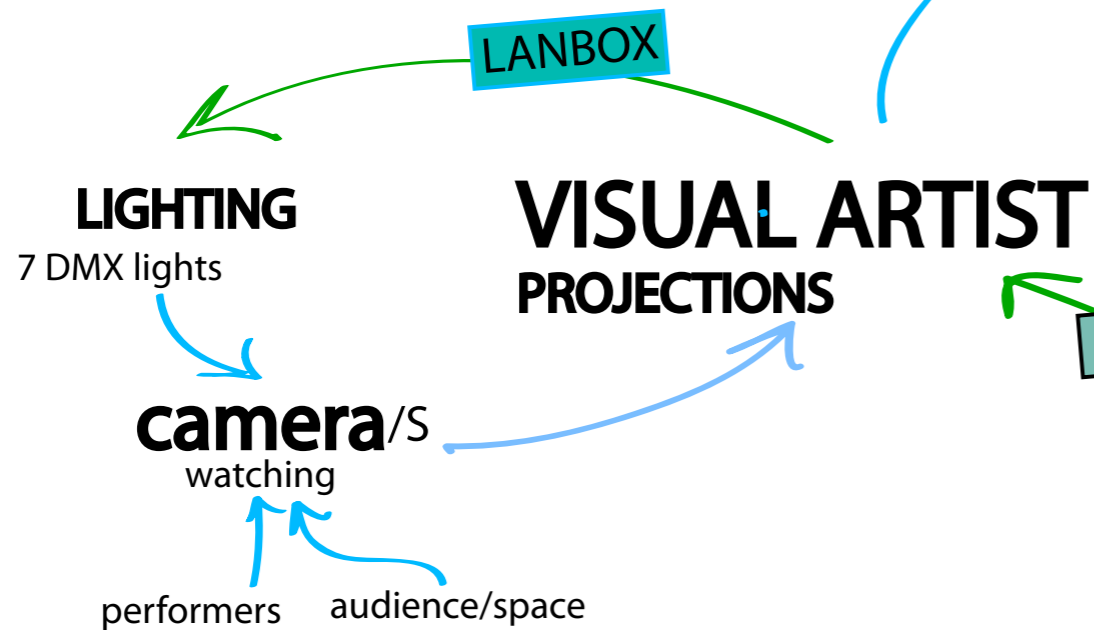 LANBOX
LIGHTING
7 DMX lights
VISUAL ARTIST
PROJECTIONS
camera/S
watching
performers
audience/space